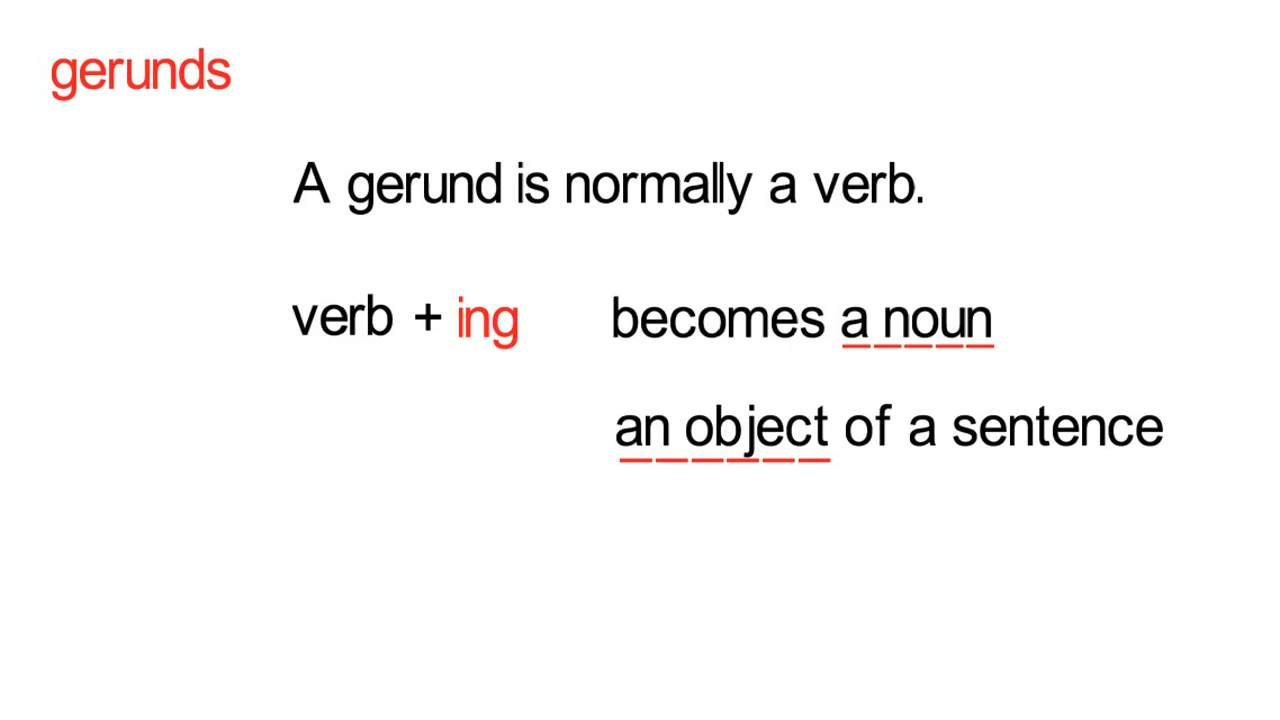 gerunds
A gerund is normally a verb.
verb + ing becomes a noun
an object of a sentence